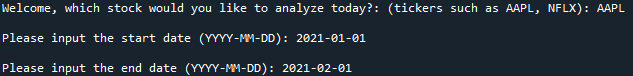 Welcome, which stock would you like to analyze today?: (tickers such as AAPL, NFLX): AAPL
Please input the start date (YYYY-MM-DD): 2021-01-01
Please input the end date (YYYY-MM-DD): 2021-02-01